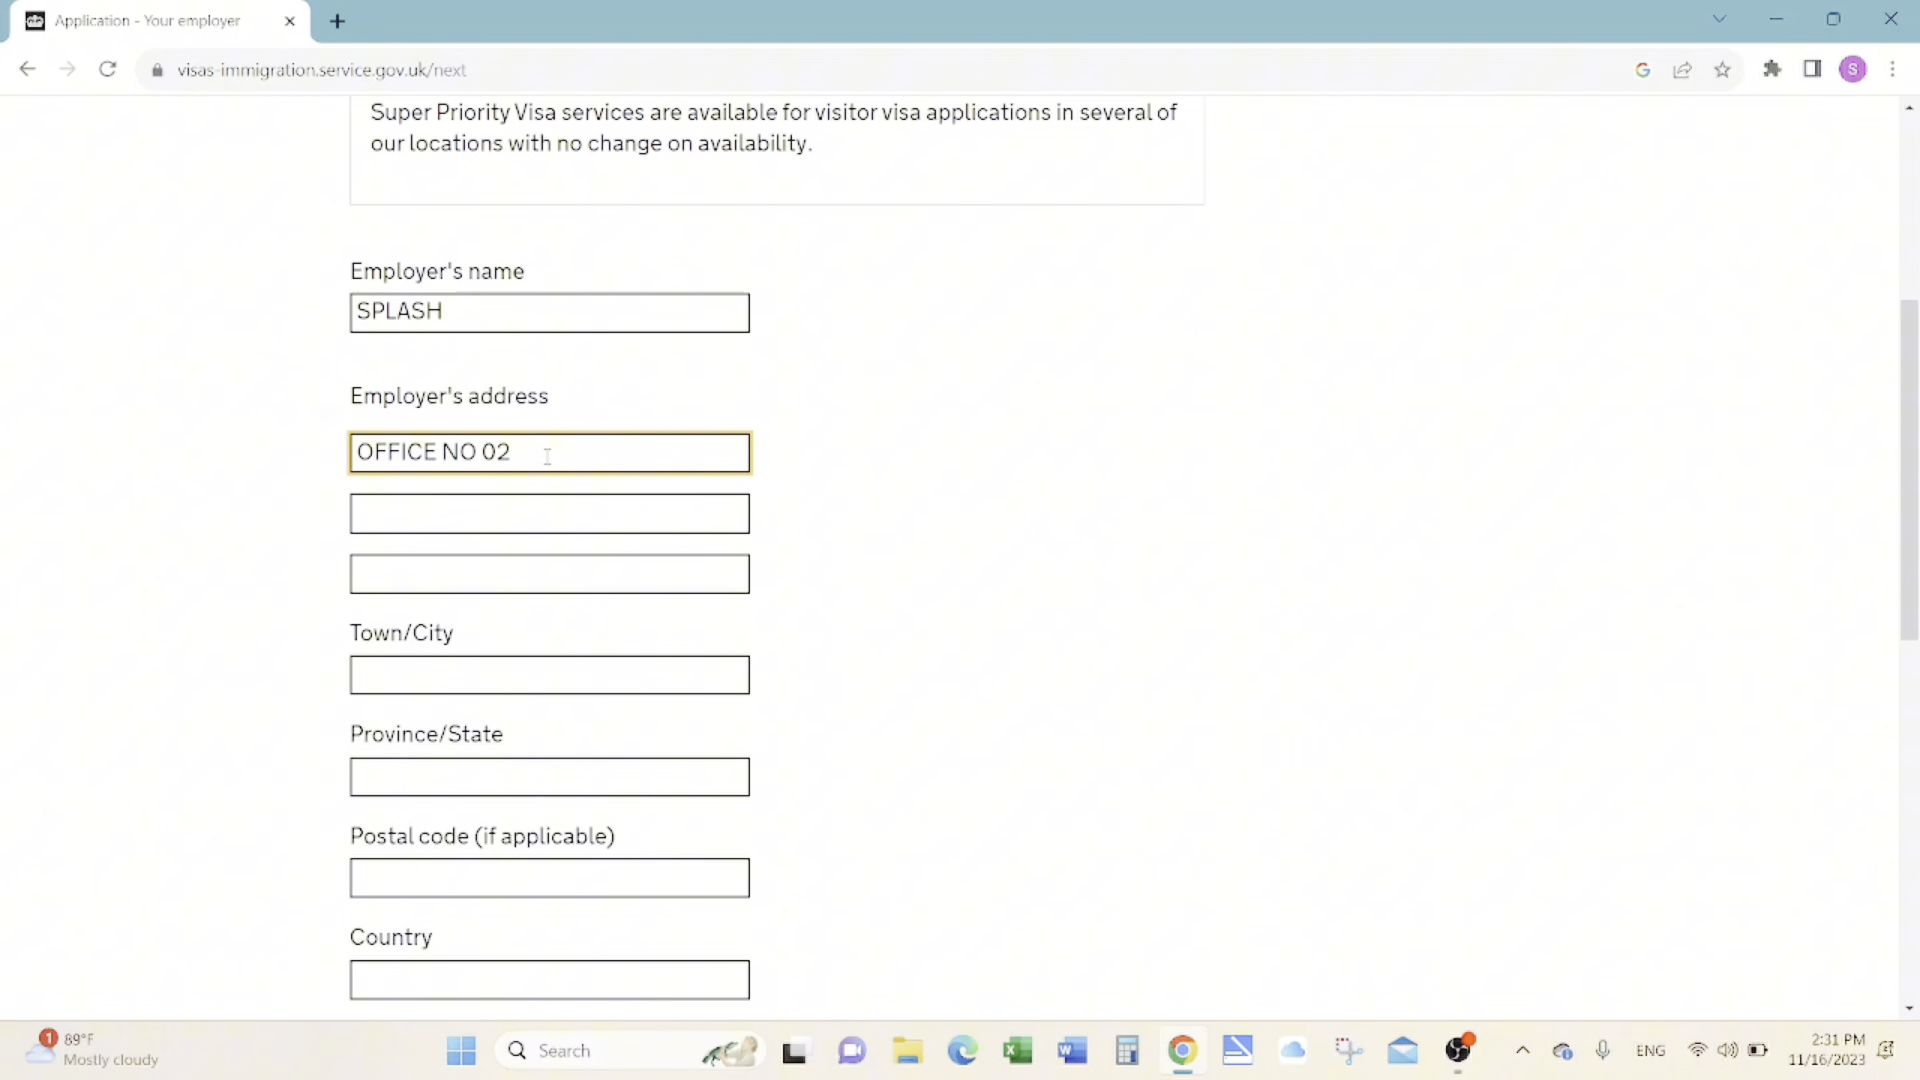 Application - Your employer
visas-immigration.service.gov.uk/next
S
Super Priority Visa services are available for visitor visa applications in several of
our locations with no change on availability.
Employer's name
SPLASH
Employer's address
OFFICE NO 02
Town/City
Province/State
Postal code (if applicable)
Country
1
89°F
Mostly cloudy
Search
ENG
2:31 PM
11/16/2023